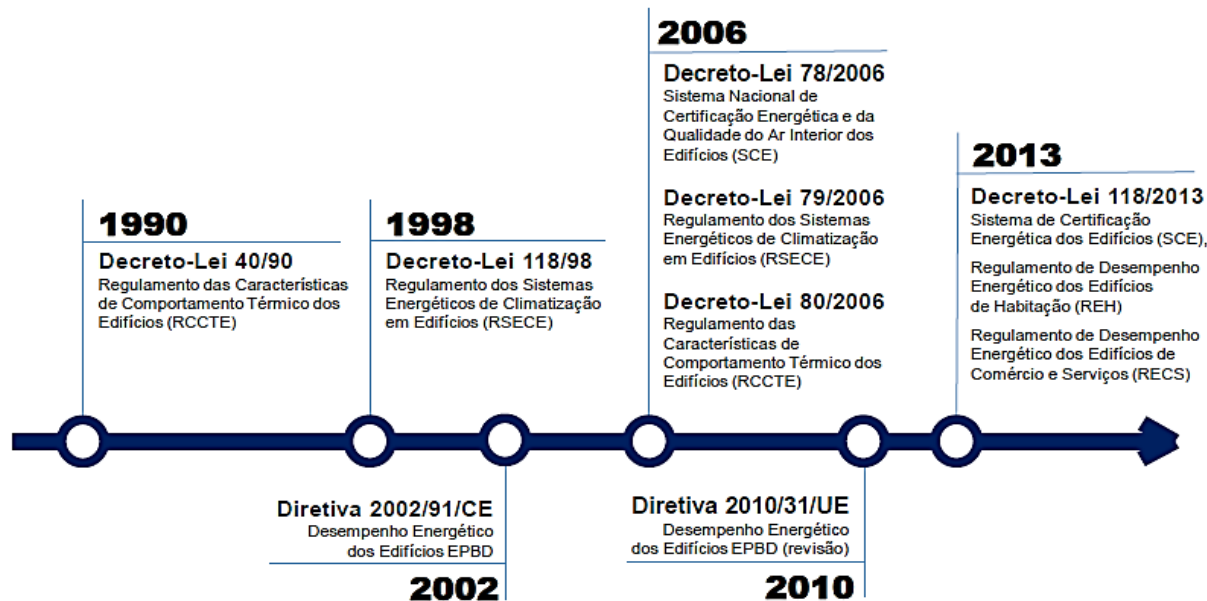 1990
Decreto-Lei 40/90
Regulamento das Características
de Comportamento Térmico dos
Edifícios (RCCTE)
1998
Decreto-Lei 118/98
Regulamento dos Sistemas
Energéticos de Climatização
em Edifícios (RSECE)
2006
Decreto-Lei 78/2006
Sistema Nacional de
Certificação Energética e da
Qualidade do Ar Interior dos
Edifícios (SCE)
Decreto-Lei 79/2006
Regulamento dos Sistemas
Energéticos de Climatização
em Edifícios (RSECE)
Decreto-Lei 80/2006
Regulamento das
Características de
Comportamento Térmico dos
Edifícios (RCCTE)
2013
Decreto-Lei 118/2013
Sistema de Certificação
Energética dos Edifícios (SCE),
Regulamento de Desempenho
Energético dos Edifícios
de Habitação (REH)
Regulamento de Desempenho
Energético dos Edifícios de
Comércio e Serviços (RECS)
Diretiva 2002/91/CE
Desempenho Energético
dos Edifícios EPBD
2002
Diretiva 2010/31/UE
Desempenho Energético
dos Edifícios EPBD (revisão)
2010